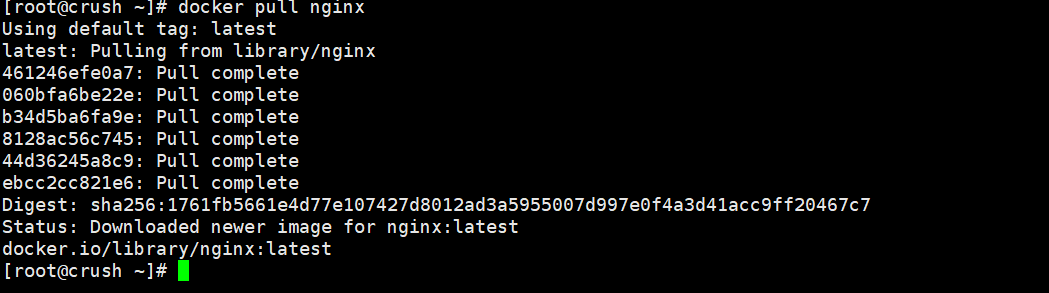 [root@crush ~]# docker pull nginx
Using default tag: latest
latest: Pulling from library/nginx
461246efe0a7: Pull complete
060bfa6be22e: Pull complete
b34d5ba6fa9e: Pull complete
8128ac56c745: Pull complete
44d36245a8c9: Pull complete
ebcc2cc821e6: Pull complete
Digest: sha256:1761fb5661e4d77e107427d8012ad3a5955007d997e0f4a3d41acc9ff20467c7
Status: Downloaded newer image for nginx:latest
docker.io/library/nginx:latest
[root@crush ~]#